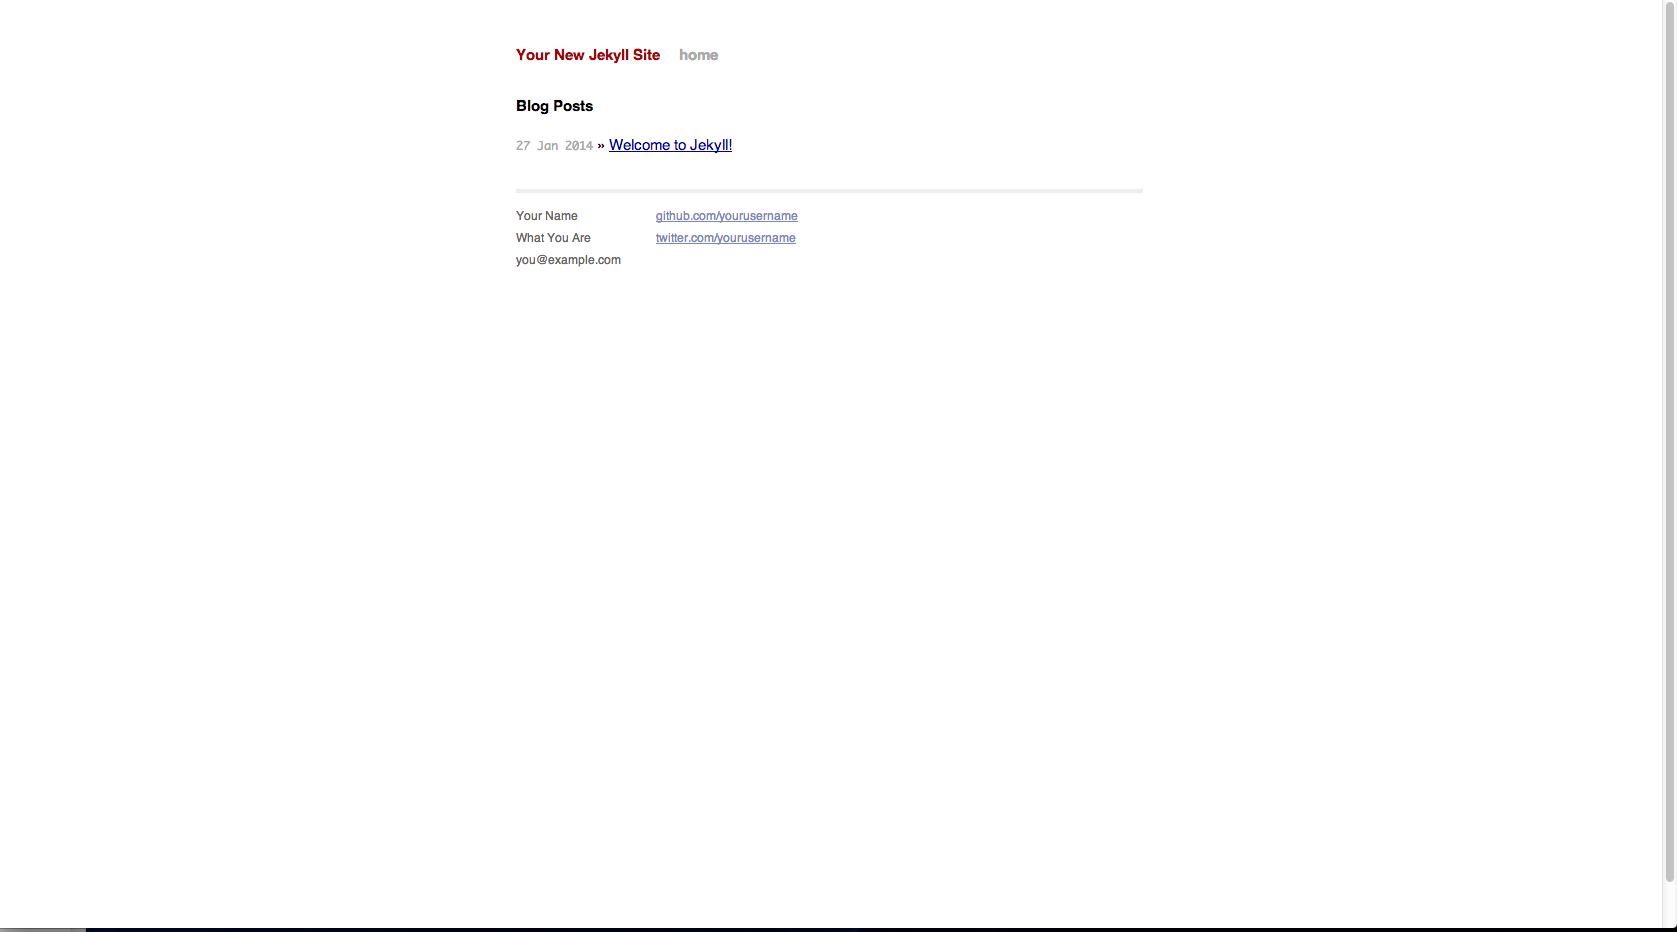 Your New Jekyll Site home
Blog Posts
27 Jan 2014 » Welcome to Jekyll!
Your Name
What You Are
you@example.com
github.com/yourusername
twitter.com/yourusername